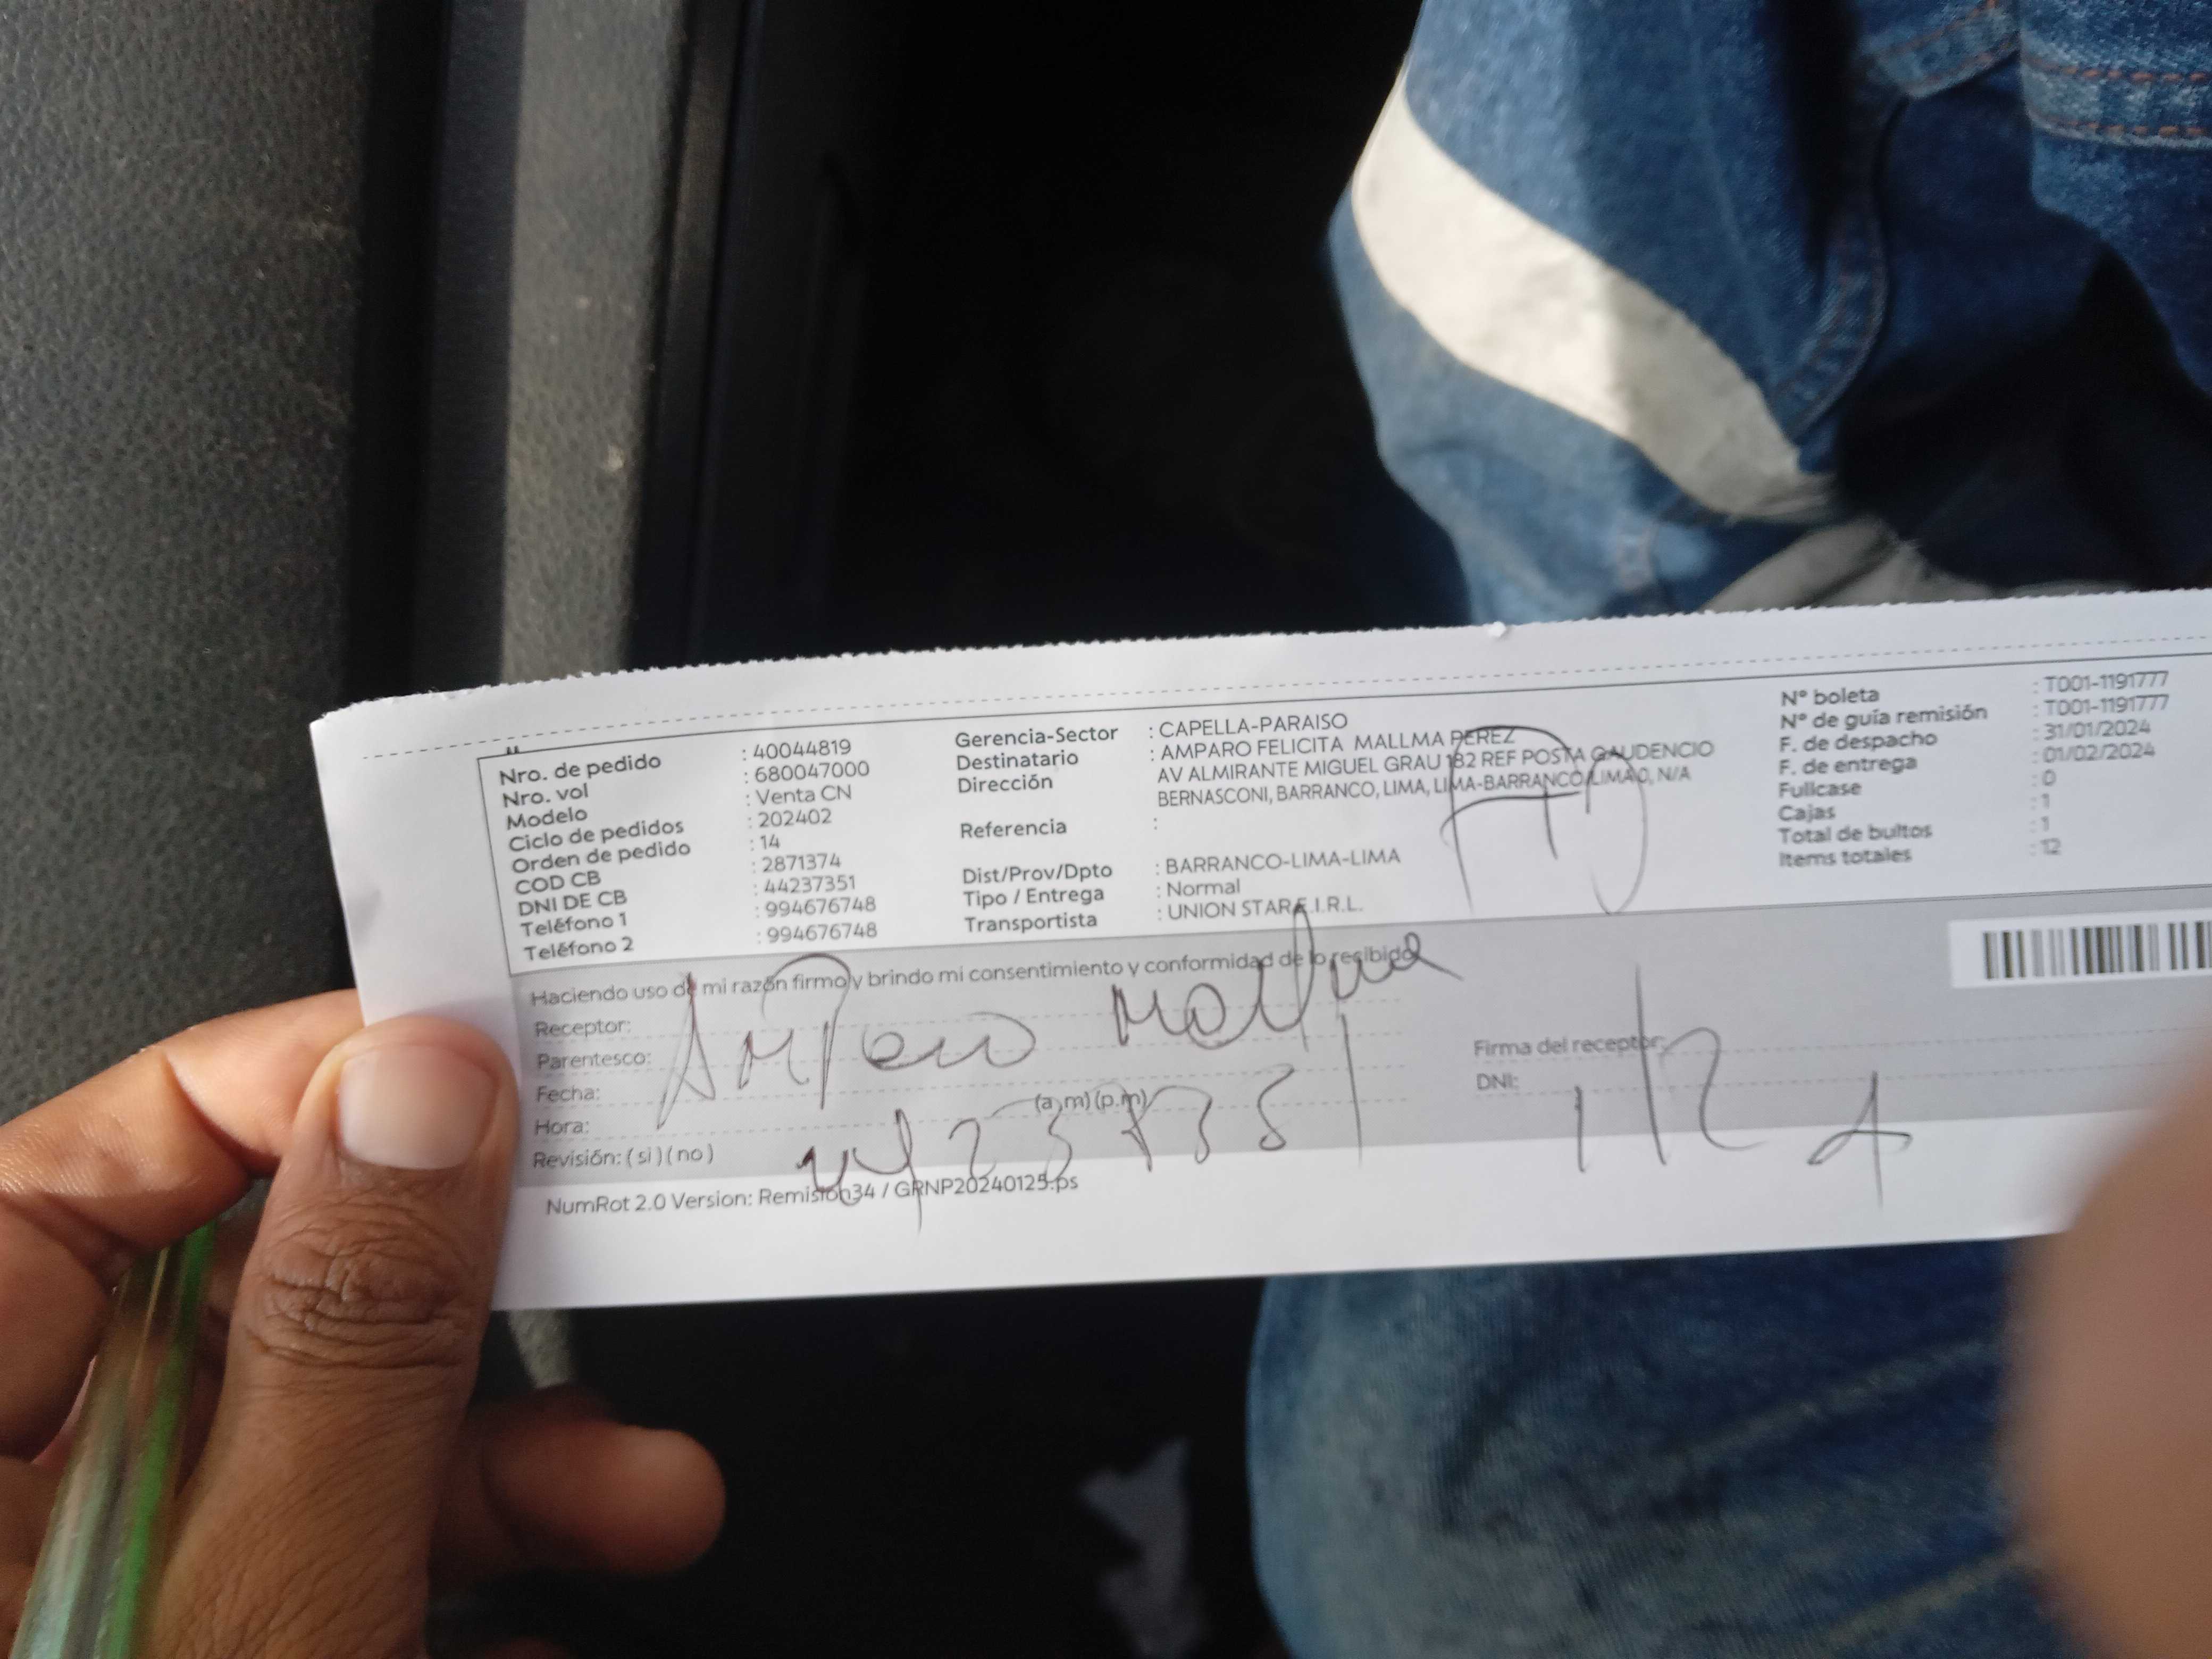 Nro. de pedido : 40044819
Nro. vol : 680047000
Modelo : Venta CN
Ciclo de pedidos : 202402
Orden de pedido : 14
COD CB : 2871374
DNI DE CB : 44237351
Teléfono 1 : 994676748
Teléfono 2 : 994676748
Gerencia-Sector : CAPELLA-PARAISO
Destinatario : AMPARO FELICITA MALLMA PEREZ
Dirección AV ALMIRANTE MIGUEL GRAU 182 REF POSTA GAUDENCIO
BERNASCONI, BARRANCO, LIMA, LIMA-BARRANCO/LIMA0, N/A
Referencia :
Dist/Prov/Dpto : BARRANCO-LIMA-LIMA
Tipo / Entrega : Normal
Transportista : UNION STAR E.I.R.L.
N° boleta : T001-1191777
N° de guía remisión : T001-1191777
F. de despacho : 31/01/2024
F. de entrega : 01/02/2024
Fullcase : 0
Cajas : 1
Total de bultos : 1
Items totales : 12
Haciendo uso de mi razón firmo y brindo mi consentimiento y conformidad de lo recibido
Receptor:
Parentesco:
Fecha:
Hora: (a.m) (p.m)
Revisión: ( si ) ( no )
Amparo Mallma
44237351
Firma del receptor:
DNI:
NumRot 2.0 Version: Remision34 / GRNP20240125.ps